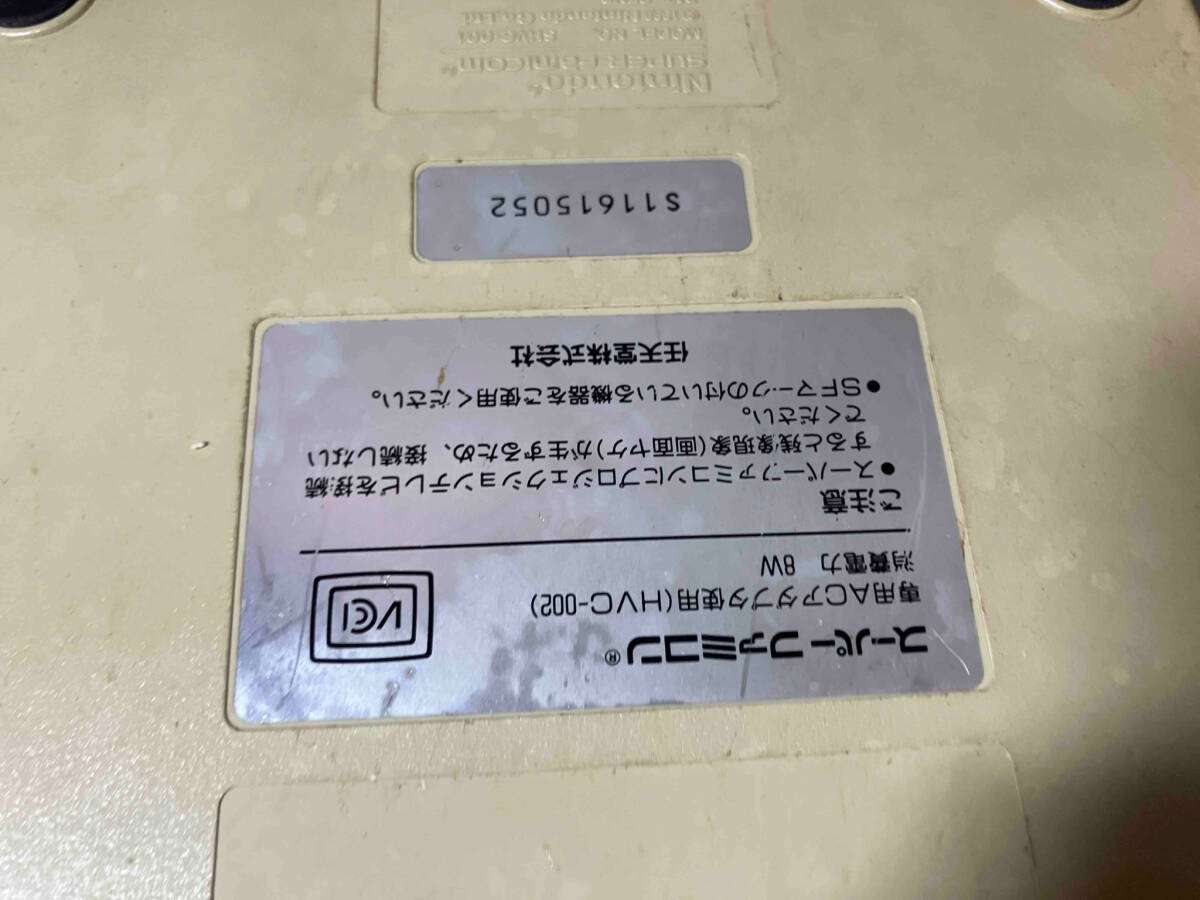 スーパーファミコン®
専用ACアダプタ使用(HVC-002)
消費電力 8W
VCI
ご注意
●スーパーファミコンにプロジェクションテレビを接続
すると残象現象(画面ヤケ)が生ずるため、接続しない
でください。
●SFマークの付いている機器をご使用ください。
任天堂株式会社
S11615052
Nintendo®
SUPER FAMICOM®
MODEL NO. SHVC-001
©1990 Nintendo Co., Ltd.